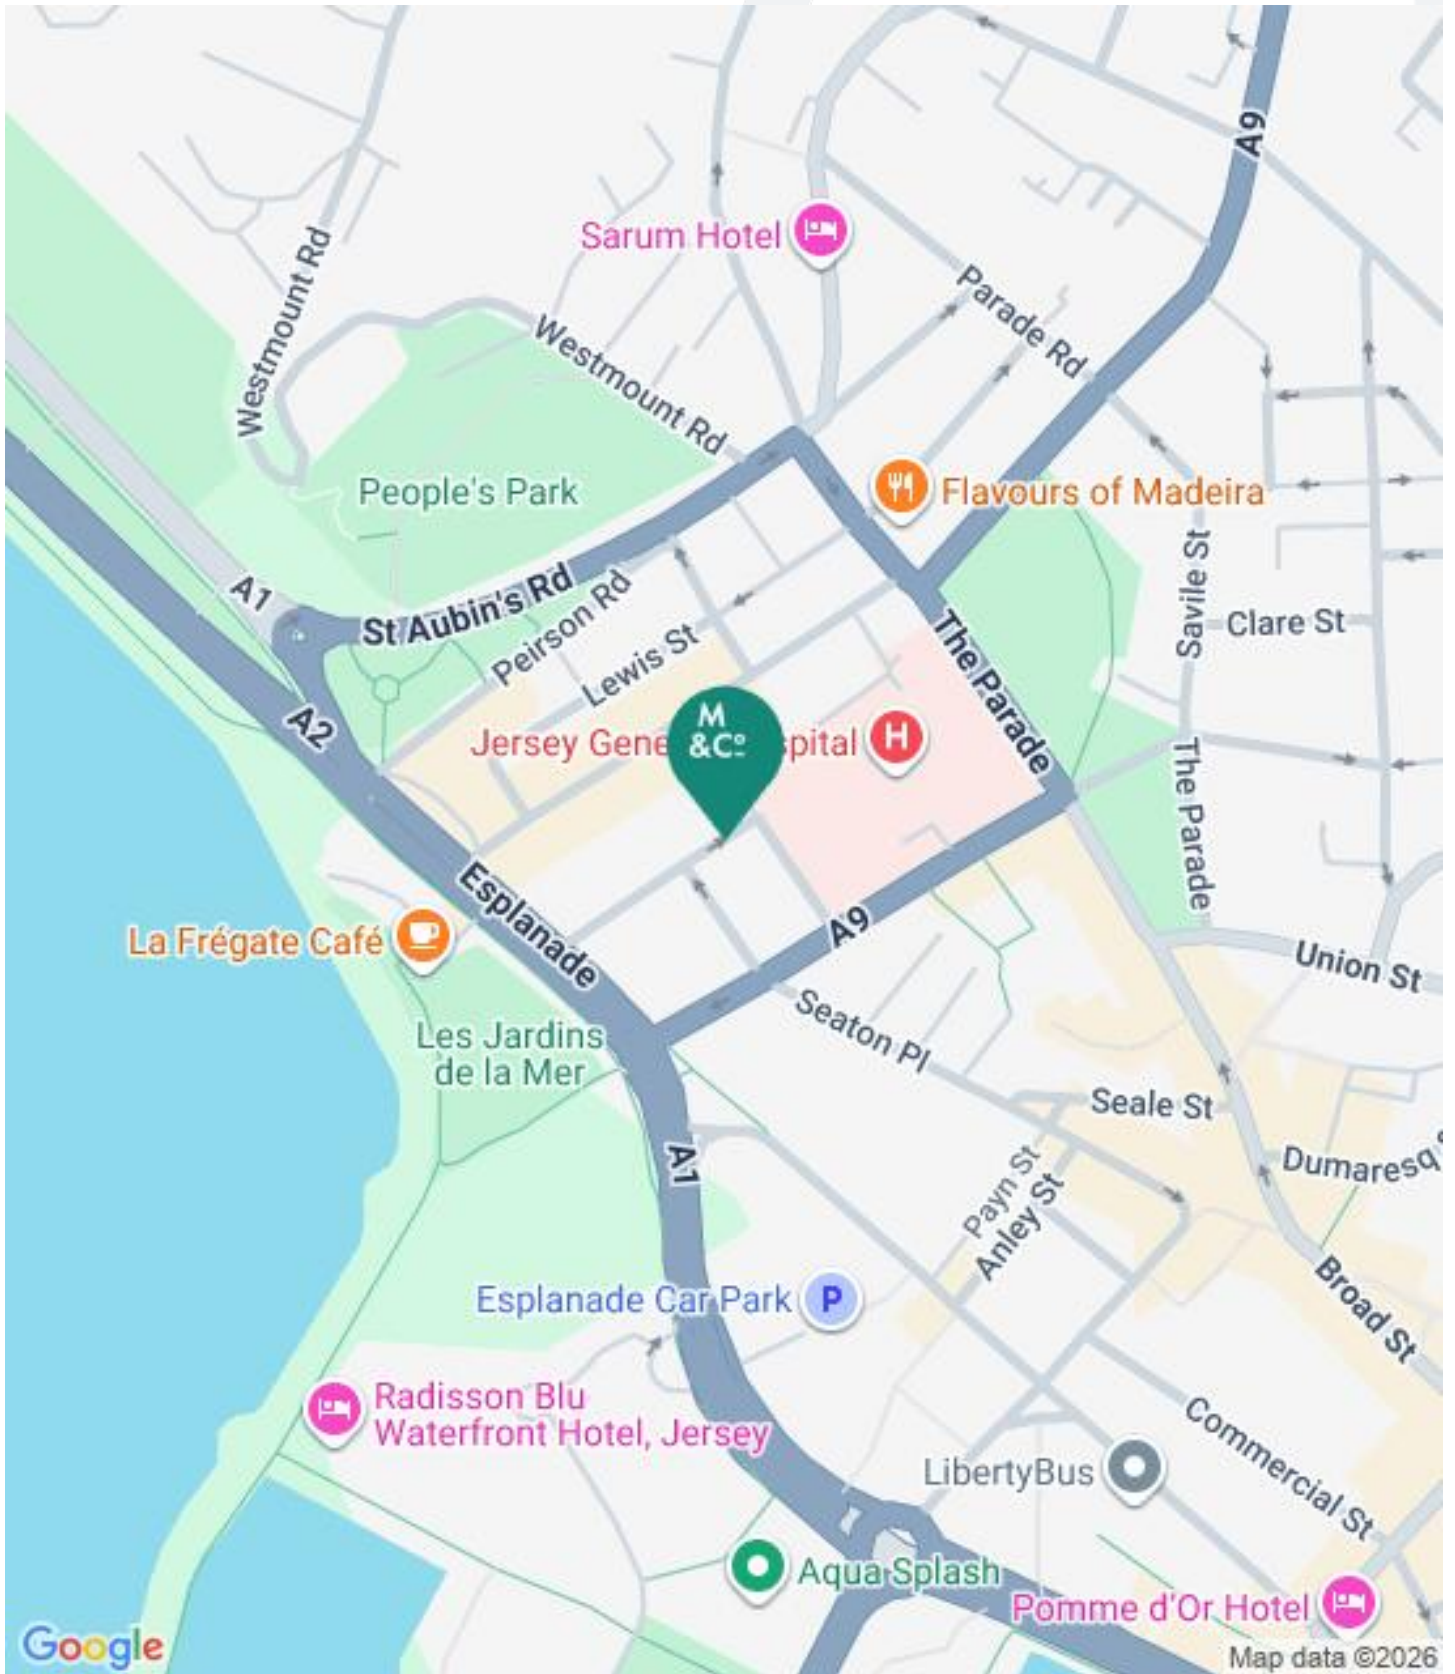 A9
Sarum Hotel
Parade Rd
Westmount Rd
Westmount Rd
People's Park
Flavours of Madeira
Savile St
Clare St
A1
St Aubin's Rd
Peirson Rd
Lewis St
The Parade
A2
M
&Cº
Jersey Gene
spital
H
The Parade
Esplanade
La Frégate Café
A9
Union St
Les Jardins
de la Mer
Seaton Pl
Seale St
A1
Payn St
Anley St
Dumaresq
Esplanade Car Park
P
Broad St
Radisson Blu
Waterfront Hotel, Jersey
Commercial St
LibertyBus
Aqua Splash
Pomme d'Or Hotel
Google
Map data ©2026